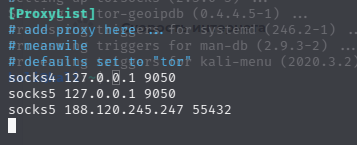 [ProxyList]
# add proxy here ...
# meanwile
# defaults set to "tor"
socks4 127.0.0.1 9050
socks5 127.0.0.1 9050
socks5 188.120.245.247 55432
tor-geoipdb (0.4.4.5-1) ...
for systemd (246.2-1) ...
triggers for man-db (2.9.3-2) ...
for kali-menu (2020.3.2)